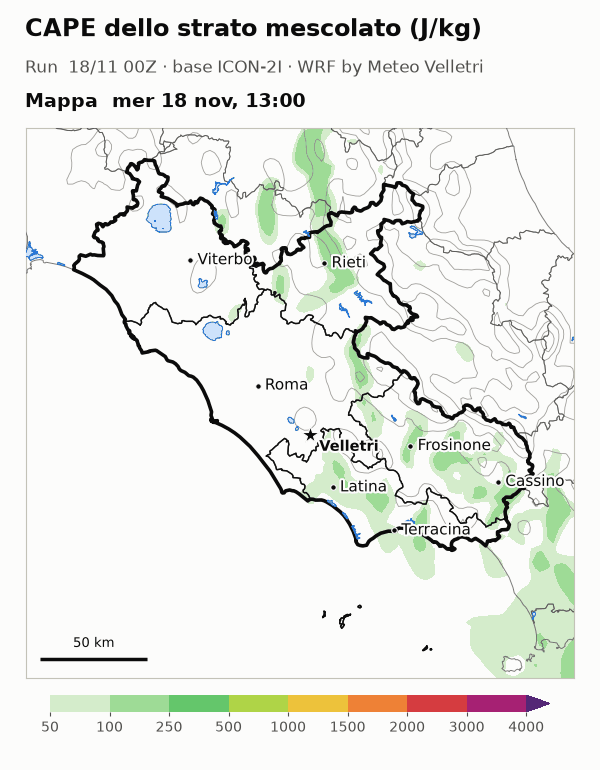 CAPE dello strato mescolato (J/kg)
Run  18/11 00Z · base ICON-2I · WRF by Meteo Velletri
Mappa  mer 18 nov, 13:00
Viterbo
Rieti
Roma
Velletri
Frosinone
Latina
Cassino
Terracina
50 km
50 100 250 500 1000 1500 2000 3000 4000